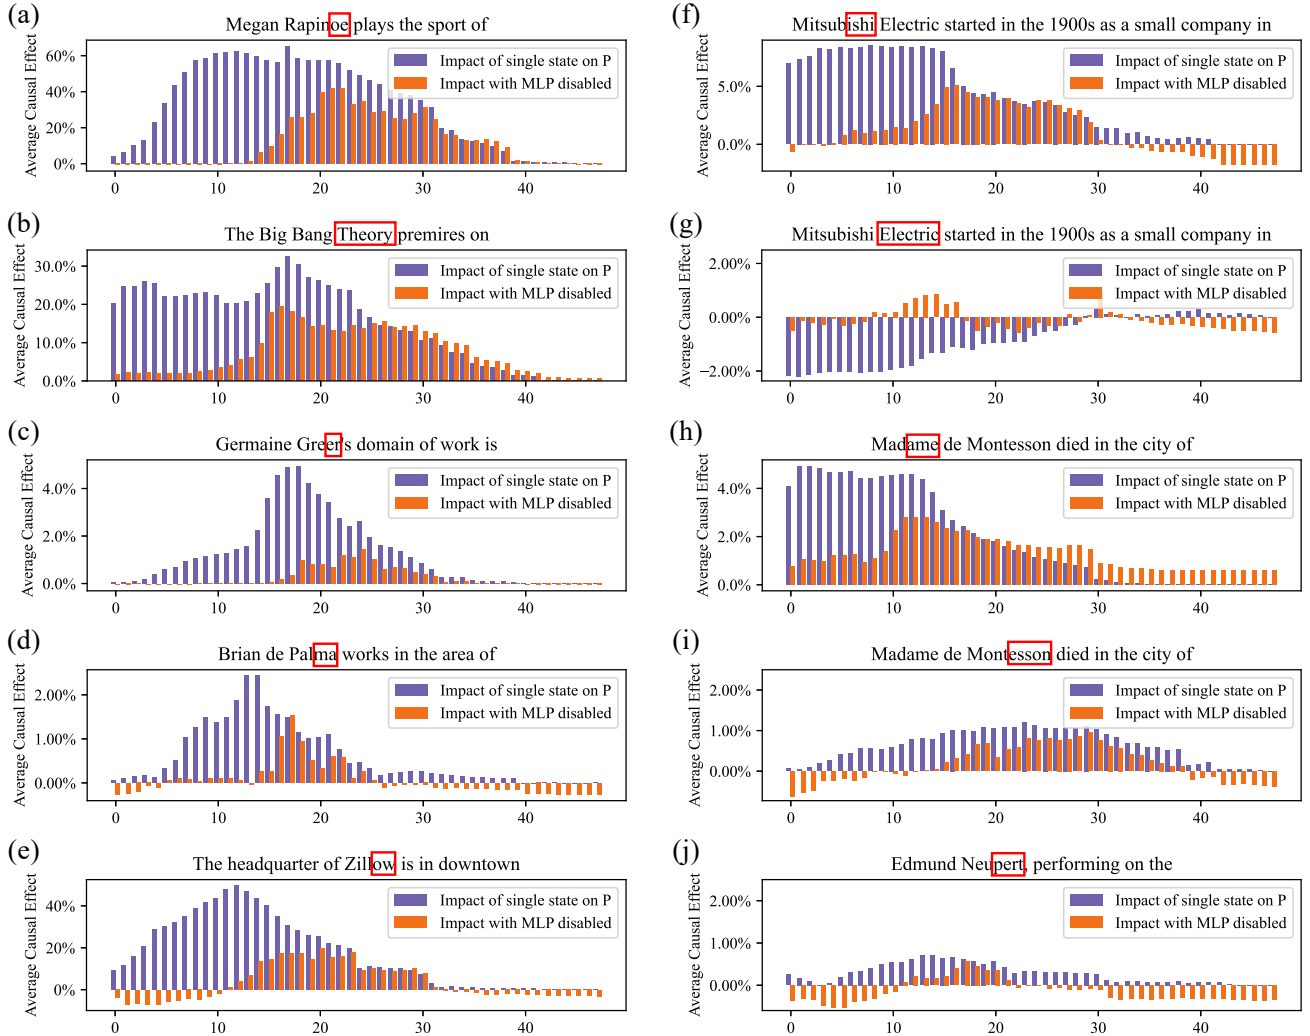 (a)
Megan Rapinoe plays the sport of
Average Causal Effect
60%
40%
20%
0%
Impact of single state on P
Impact with MLP disabled
0 10 20 30 40
(b)
The Big Bang Theory premires on
Average Causal Effect
30.0%
20.0%
10.0%
0.0%
Impact of single state on P
Impact with MLP disabled
0 10 20 30 40
(c)
Germaine Greer's domain of work is
Average Causal Effect
4.0%
2.0%
0.0%
Impact of single state on P
Impact with MLP disabled
0 10 20 30 40
(d)
Brian de Palma works in the area of
Average Causal Effect
2.00%
1.00%
0.00%
Impact of single state on P
Impact with MLP disabled
0 10 20 30 40
(e)
The headquarter of Zillow is in downtown
Average Causal Effect
40%
20%
0%
Impact of single state on P
Impact with MLP disabled
0 10 20 30 40
(f)
Mitsubishi Electric started in the 1900s as a small company in
Average Causal Effect
5.0%
0.0%
Impact of single state on P
Impact with MLP disabled
0 10 20 30 40
(g)
Mitsubishi Electric started in the 1900s as a small company in
Average Causal Effect
2.00%
0.00%
−2.00%
Impact of single state on P
Impact with MLP disabled
0 10 20 30 40
(h)
Madame de Montesson died in the city of
Average Causal Effect
4.0%
2.0%
0.0%
Impact of single state on P
Impact with MLP disabled
0 10 20 30 40
(i)
Madame de Montesson died in the city of
Average Causal Effect
2.00%
1.00%
0.00%
Impact of single state on P
Impact with MLP disabled
0 10 20 30 40
(j)
Edmund Neupert, performing on the
Average Causal Effect
2.00%
1.00%
0.00%
Impact of single state on P
Impact with MLP disabled
0 10 20 30 40